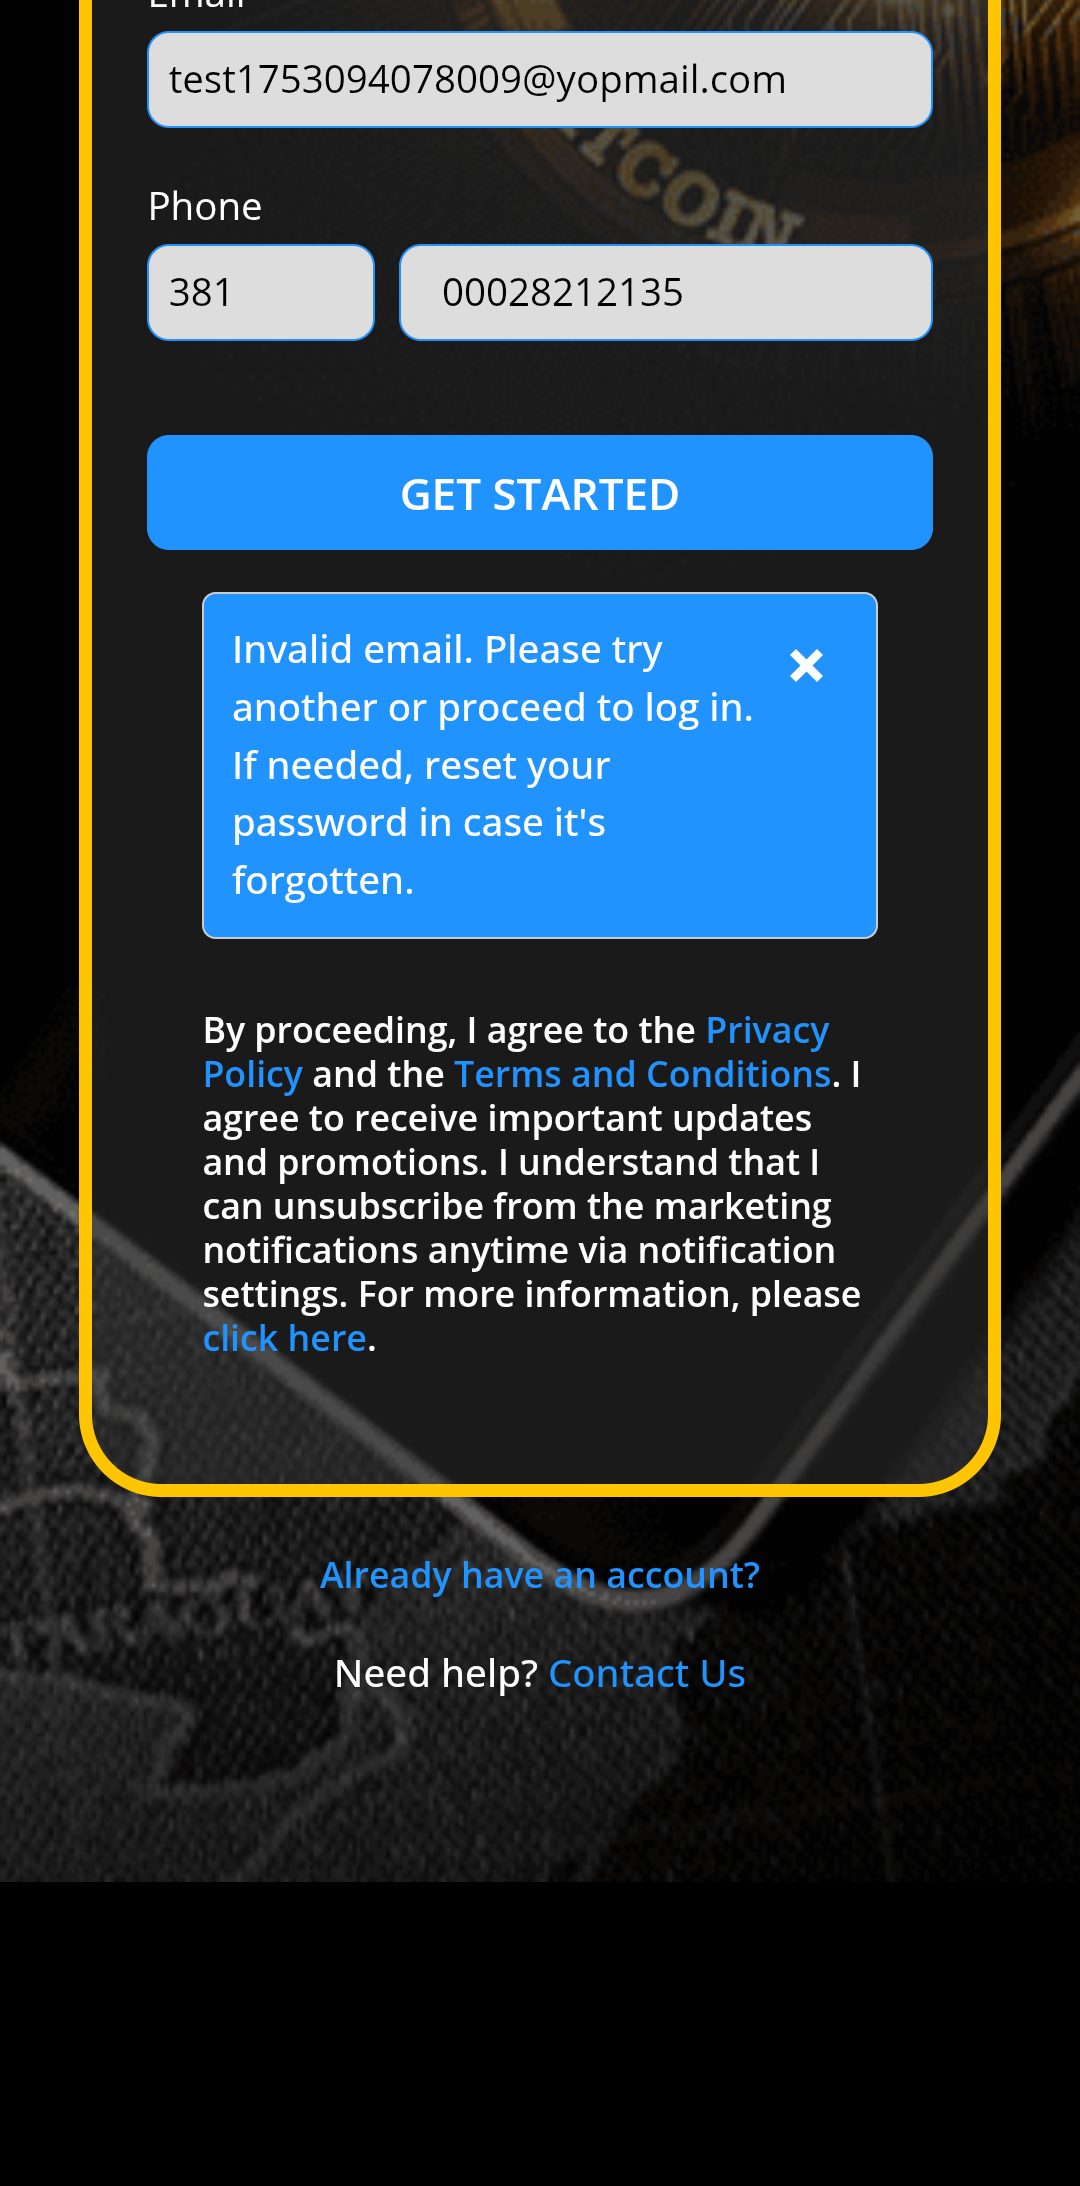 Email
test1753094078009@yopmail.com
Phone
381
00028212135
GET STARTED
Invalid email. Please try
another or proceed to log in.
If needed, reset your
password in case it's
forgotten.
By proceeding, I agree to the Privacy
Policy and the Terms and Conditions. I
agree to receive important updates
and promotions. I understand that I
can unsubscribe from the marketing
notifications anytime via notification
settings. For more information, please
click here.
Already have an account?
Need help? Contact Us